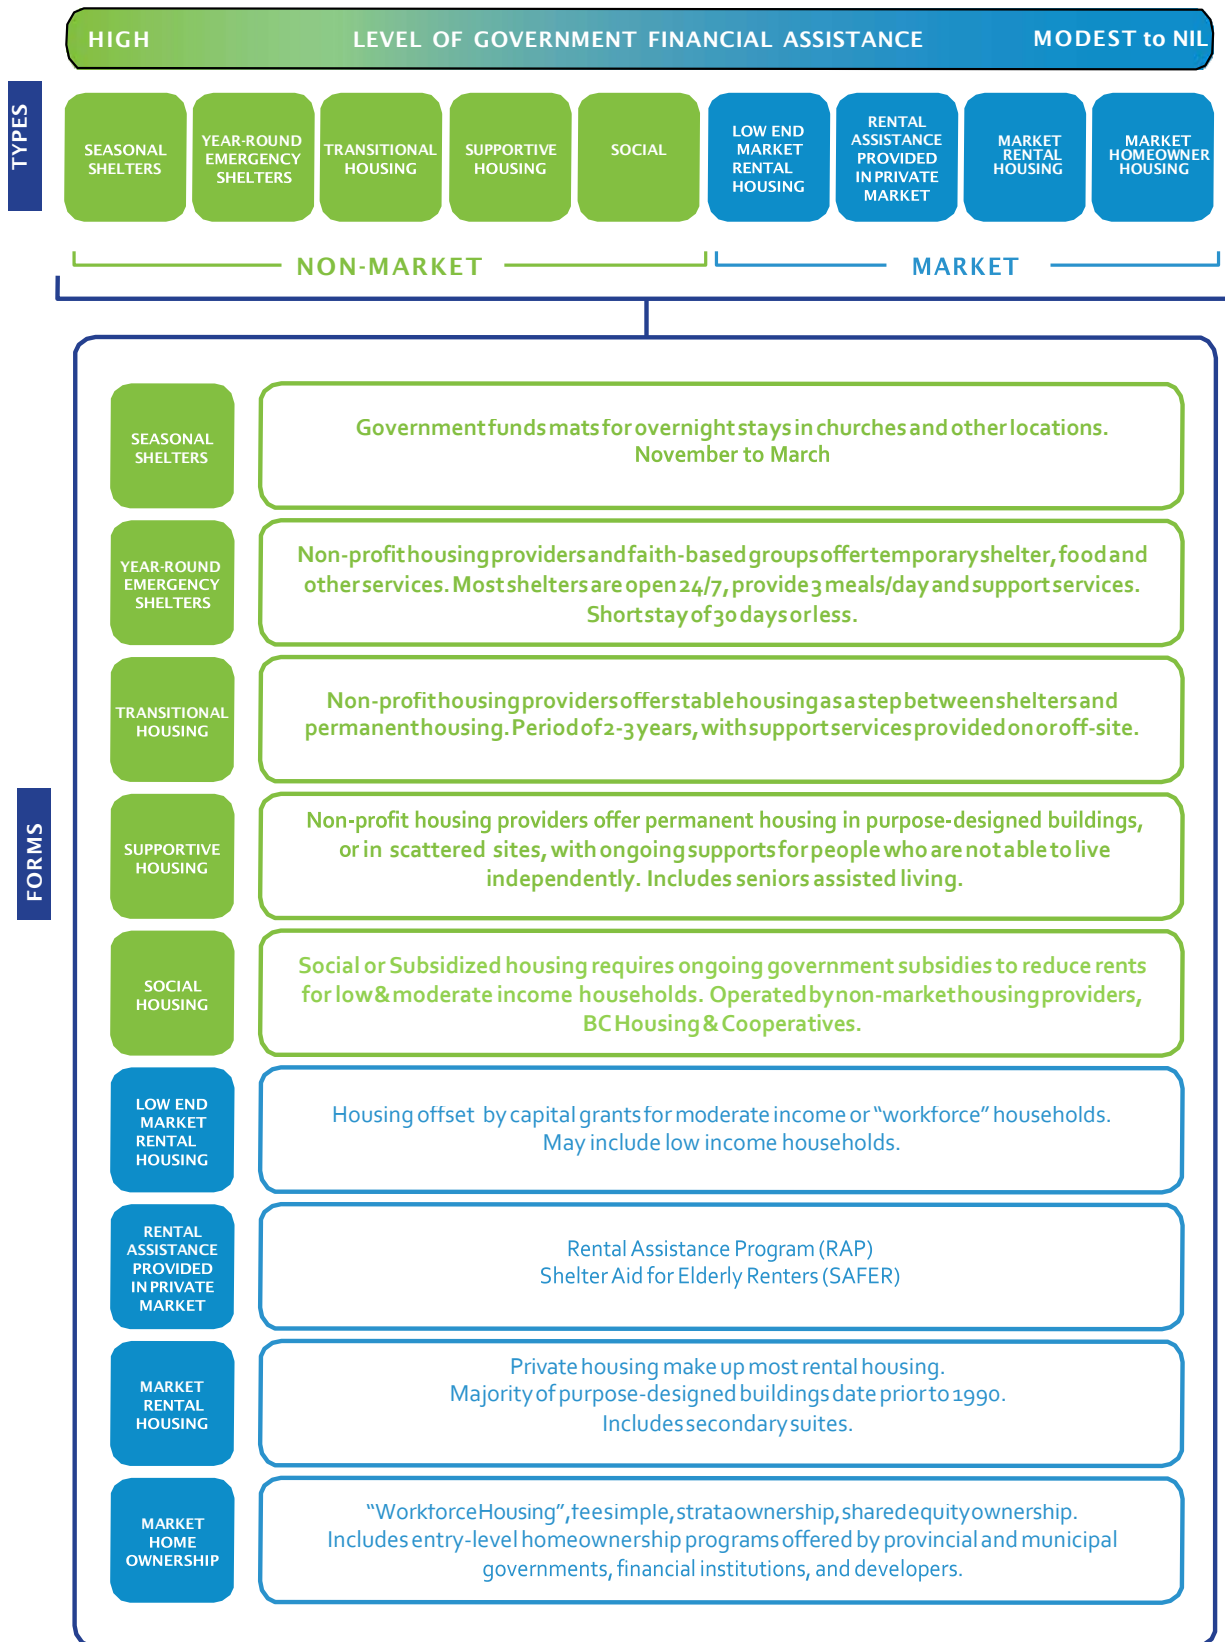 HIGH LEVEL OF GOVERNMENT FINANCIAL ASSISTANCE MODEST to NIL
TYPES
SEASONAL
SHELTERS
YEAR-ROUND
EMERGENCY
SHELTERS
TRANSITIONAL
HOUSING
SUPPORTIVE
HOUSING
SOCIAL
LOW END
MARKET
RENTAL
HOUSING
RENTAL
ASSISTANCE
PROVIDED
IN PRIVATE
MARKET
MARKET
RENTAL
HOUSING
MARKET
HOMEOWNER
HOUSING
NON-MARKET
MARKET
FORMS
SEASONAL
SHELTERS
Government funds mats for overnight stays in churches and other locations.
November to March
YEAR-ROUND
EMERGENCY
SHELTERS
Non-profit housing providers and faith-based groups offer temporary shelter, food and
other services. Most shelters are open 24/7, provide 3 meals/day and support services.
Short stay of 30 days or less.
TRANSITIONAL
HOUSING
Non-profit housing providers offer stable housing as a step between shelters and
permanent housing. Period of 2-3 years, with support services provided on or off-site.
SUPPORTIVE
HOUSING
Non-profit housing providers offer permanent housing in purpose-designed buildings,
or in scattered sites, with ongoing supports for people who are not able to live
independently. Includes seniors assisted living.
SOCIAL
HOUSING
Social or Subsidized housing requires ongoing government subsidies to reduce rents
for low & moderate income households. Operated by non-market housing providers,
BC Housing & Cooperatives.
LOW END
MARKET
RENTAL
HOUSING
Housing offset by capital grants for moderate income or “workforce” households.
May include low income households.
RENTAL
ASSISTANCE
PROVIDED
IN PRIVATE
MARKET
Rental Assistance Program (RAP)
Shelter Aid for Elderly Renters (SAFER)
MARKET
RENTAL
HOUSING
Private housing make up most rental housing.
Majority of purpose-designed buildings date prior to 1990.
Includes secondary suites.
MARKET
HOME
OWNERSHIP
“Workforce Housing”, fee simple, strata ownership, shared equity ownership.
Includes entry-level homeownership programs offered by provincial and municipal
governments, financial institutions, and developers.